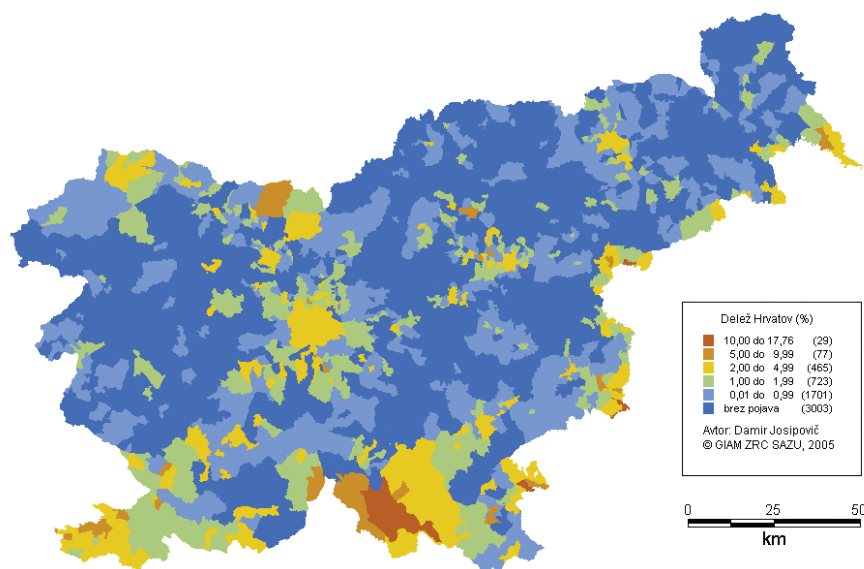 Delež Hrvatov (%)
10,00 do 17,76 (29)
5,00 do 9,99 (77)
2,00 do 4,99 (465)
1,00 do 1,99 (723)
0,01 do 0,99 (1701)
brez pojava (3003)
Avtor: Damir Josipovič
© GIAM ZRC SAZU, 2005
0 25 50
km